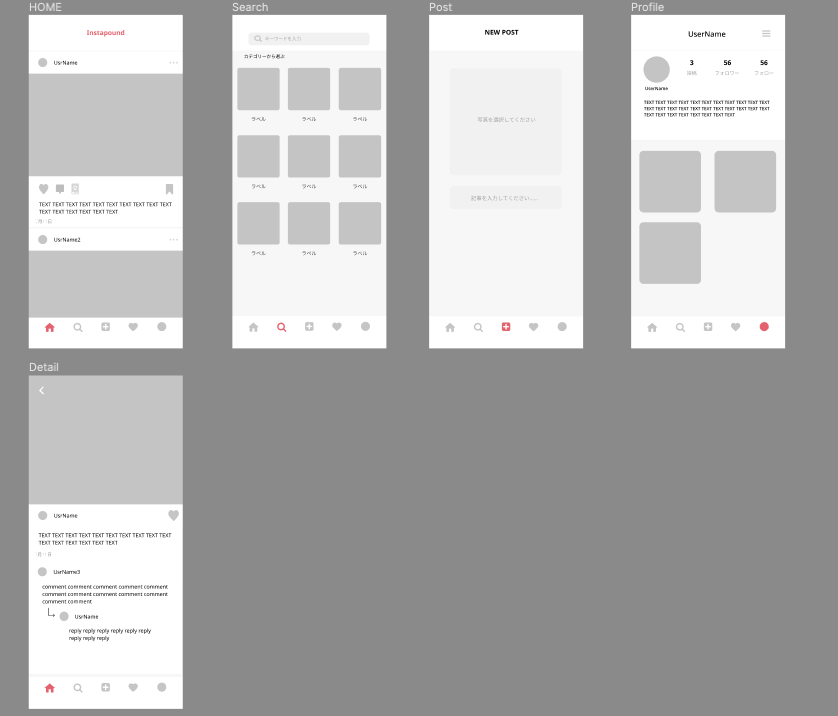 HOME
Instapound
UsrName
TEXT TEXT TEXT TEXT TEXT TEXT TEXT TEXT TEXT TEXT
TEXT TEXT TEXT TEXT TEXT TEXT
UsrName2
Search
キーワードを入力
カテゴリーから選ぶ
ラベル ラベル ラベル
ラベル ラベル ラベル
ラベル ラベル ラベル
Post
NEW POST
写真を選択してください
記事を入力してください....
Profile
UserName
3 56 56
投稿 フォロワー フォロー
UserName
TEXT TEXT TEXT TEXT TEXT TEXT TEXT TEXT TEXT TEXT TEXT
TEXT TEXT TEXT TEXT TEXT TEXT TEXT TEXT TEXT TEXT TEXT
TEXT TEXT TEXT TEXT TEXT TEXT TEXT TEXT
Detail
UsrName
TEXT TEXT TEXT TEXT TEXT TEXT TEXT TEXT TEXT TEXT
TEXT TEXT TEXT TEXT TEXT TEXT
UsrName3
comment comment comment comment comment
comment comment comment comment comment
comment comment
UsrName
reply reply reply reply reply reply
reply reply reply